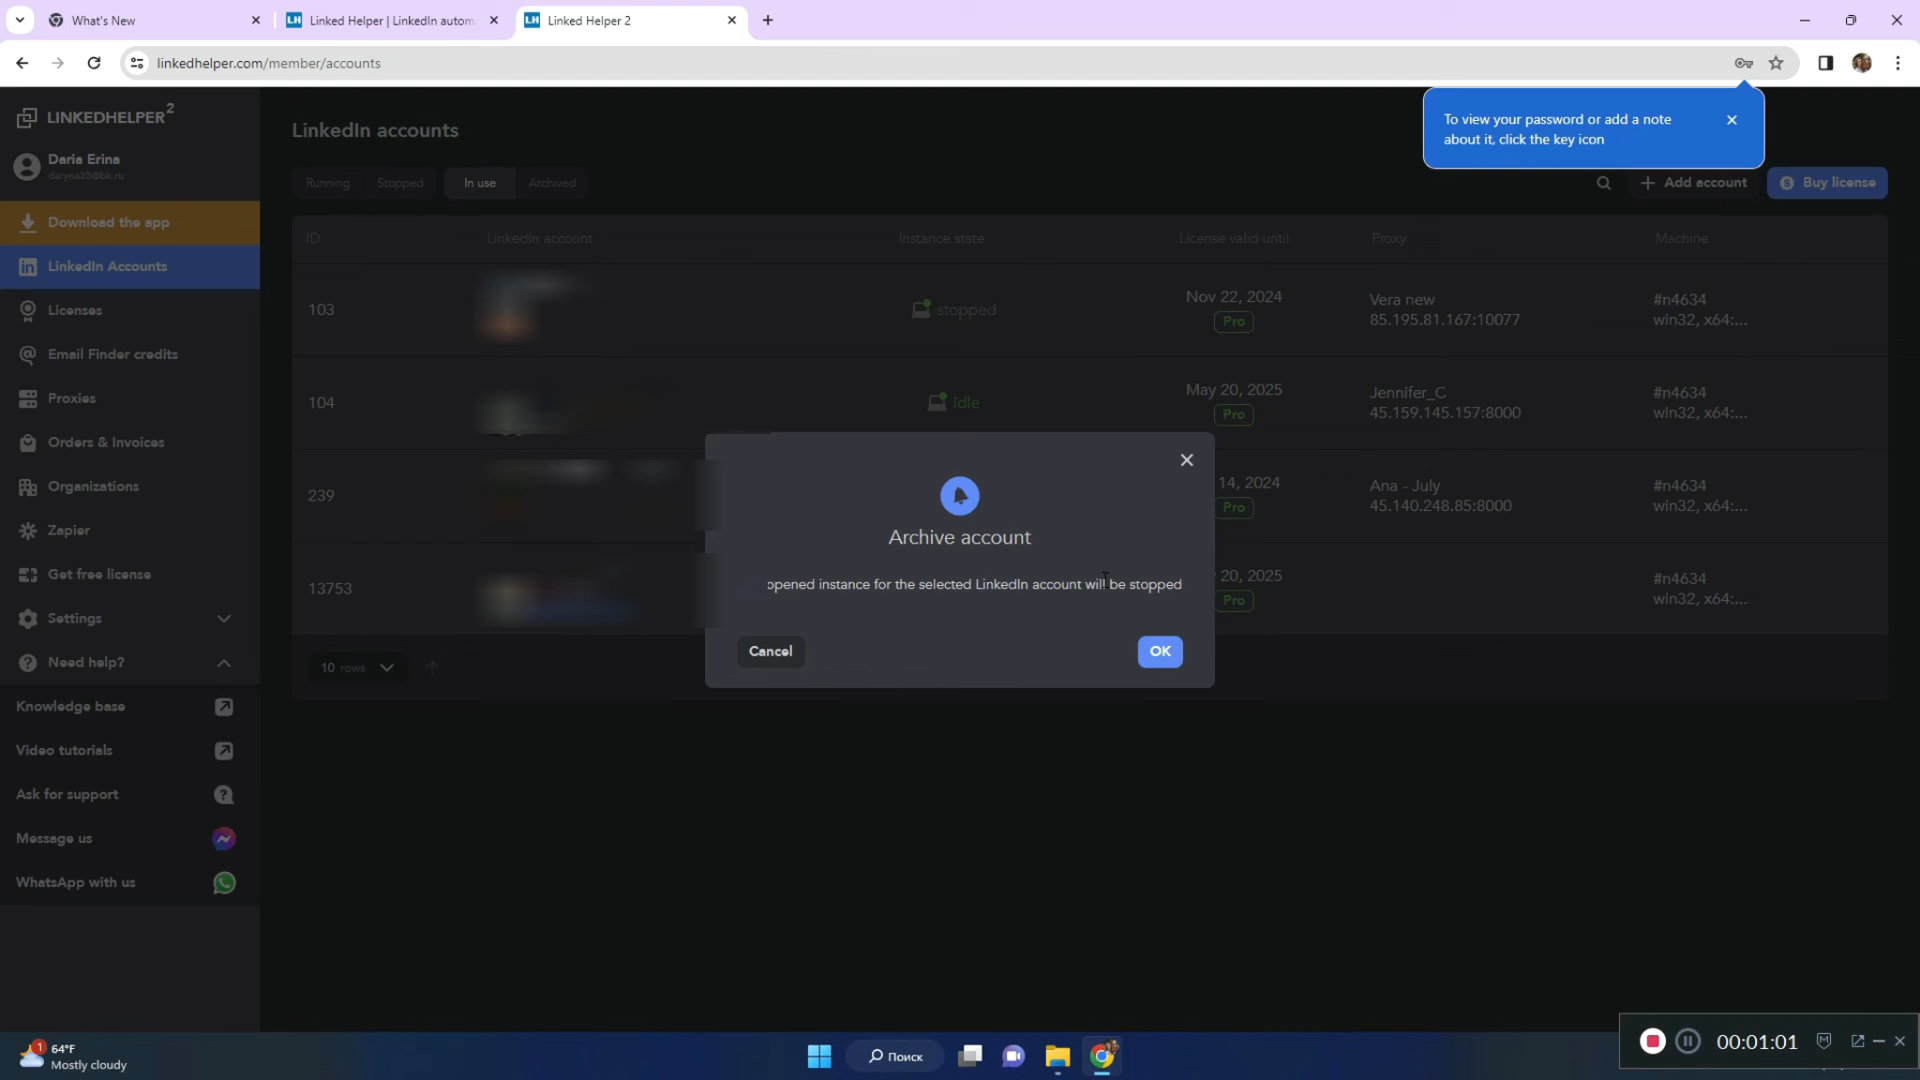 What's New
Linked Helper | LinkedIn autom
Linked Helper 2
linkedhelper.com/member/accounts
To view your password or add a note
about it, click the key icon
LINKEDHELPER2
Daria Erina
daryna25@bk.ru
Download the app
LinkedIn Accounts
Licenses
Email Finder credits
Proxies
Orders & Invoices
Organizations
Zapier
Get free license
Settings
Need help?
Knowledge base
Video tutorials
Ask for support
Message us
WhatsApp with us
LinkedIn accounts
Running Stopped In use Archived
Add account
Buy license
ID LinkedIn account Instance state License valid until Proxy Machine
103 stopped Nov 22, 2024 Pro Vera new 85.195.81.167:10077 #n4634 win32, x64:...
104 idle May 20, 2025 Pro Jennifer_C 45.159.145.157:8000 #n4634 win32, x64:...
239 14, 2024 Pro Ana - July 45.140.248.85:8000 #n4634 win32, x64:...
13753 20, 2025 Pro #n4634 win32, x64:...
10 rows
Archive account
opened instance for the selected LinkedIn account will be stopped
Cancel
OK
1
64°F
Mostly cloudy
Поиск
00:01:01